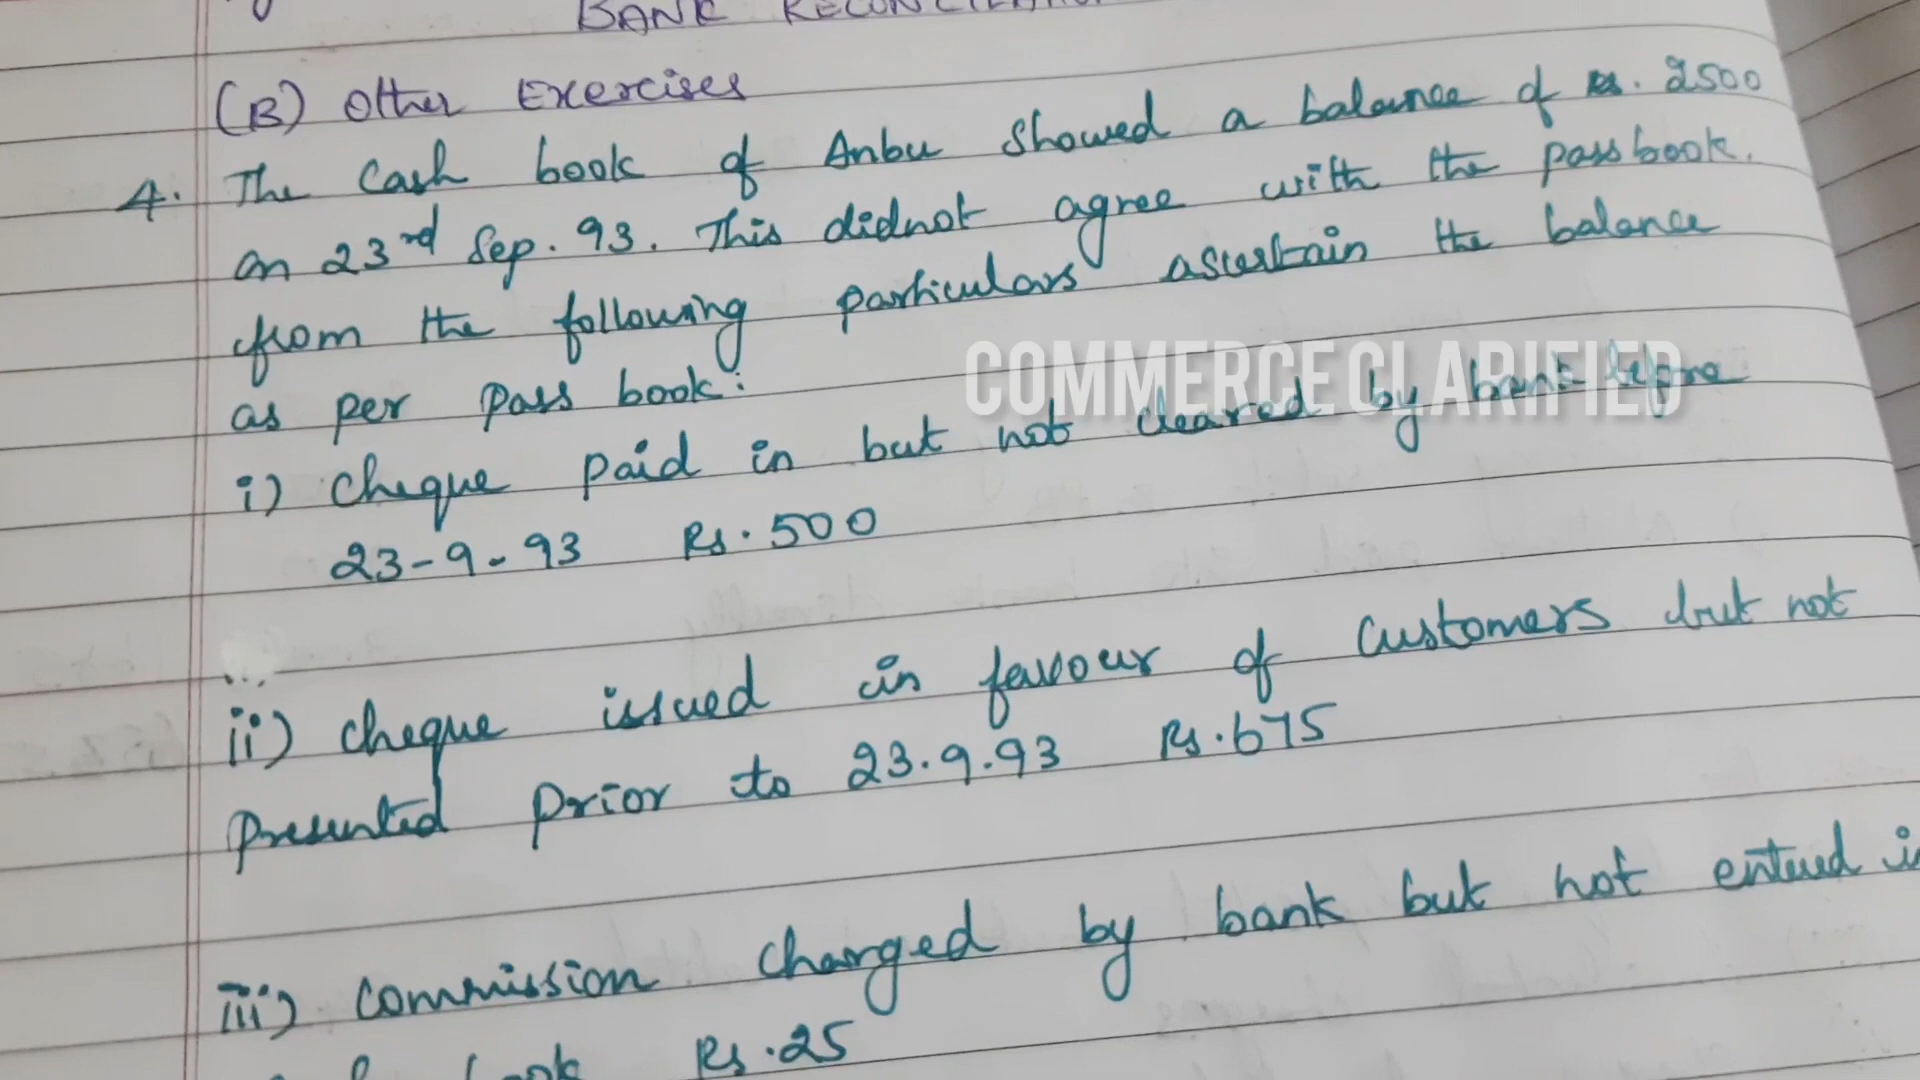 BANK RECONCILIATION
(B) Other Exercises
4. The Cash book of Anbu showed a balance of Rs. 2500
on 23rd Sep. 93. This didnot agree with the passbook.
from the following particulars ascertain the balance
as per pass book:
COMMERCE CLARIFIED
i) cheque paid in but not cleared by bank before
23-9-93 Rs. 500
ii) cheque issued in favour of customers but not
presented prior to 23.9.93 Rs. 675
iii) commission charged by bank but not entered in
book Rs. 25